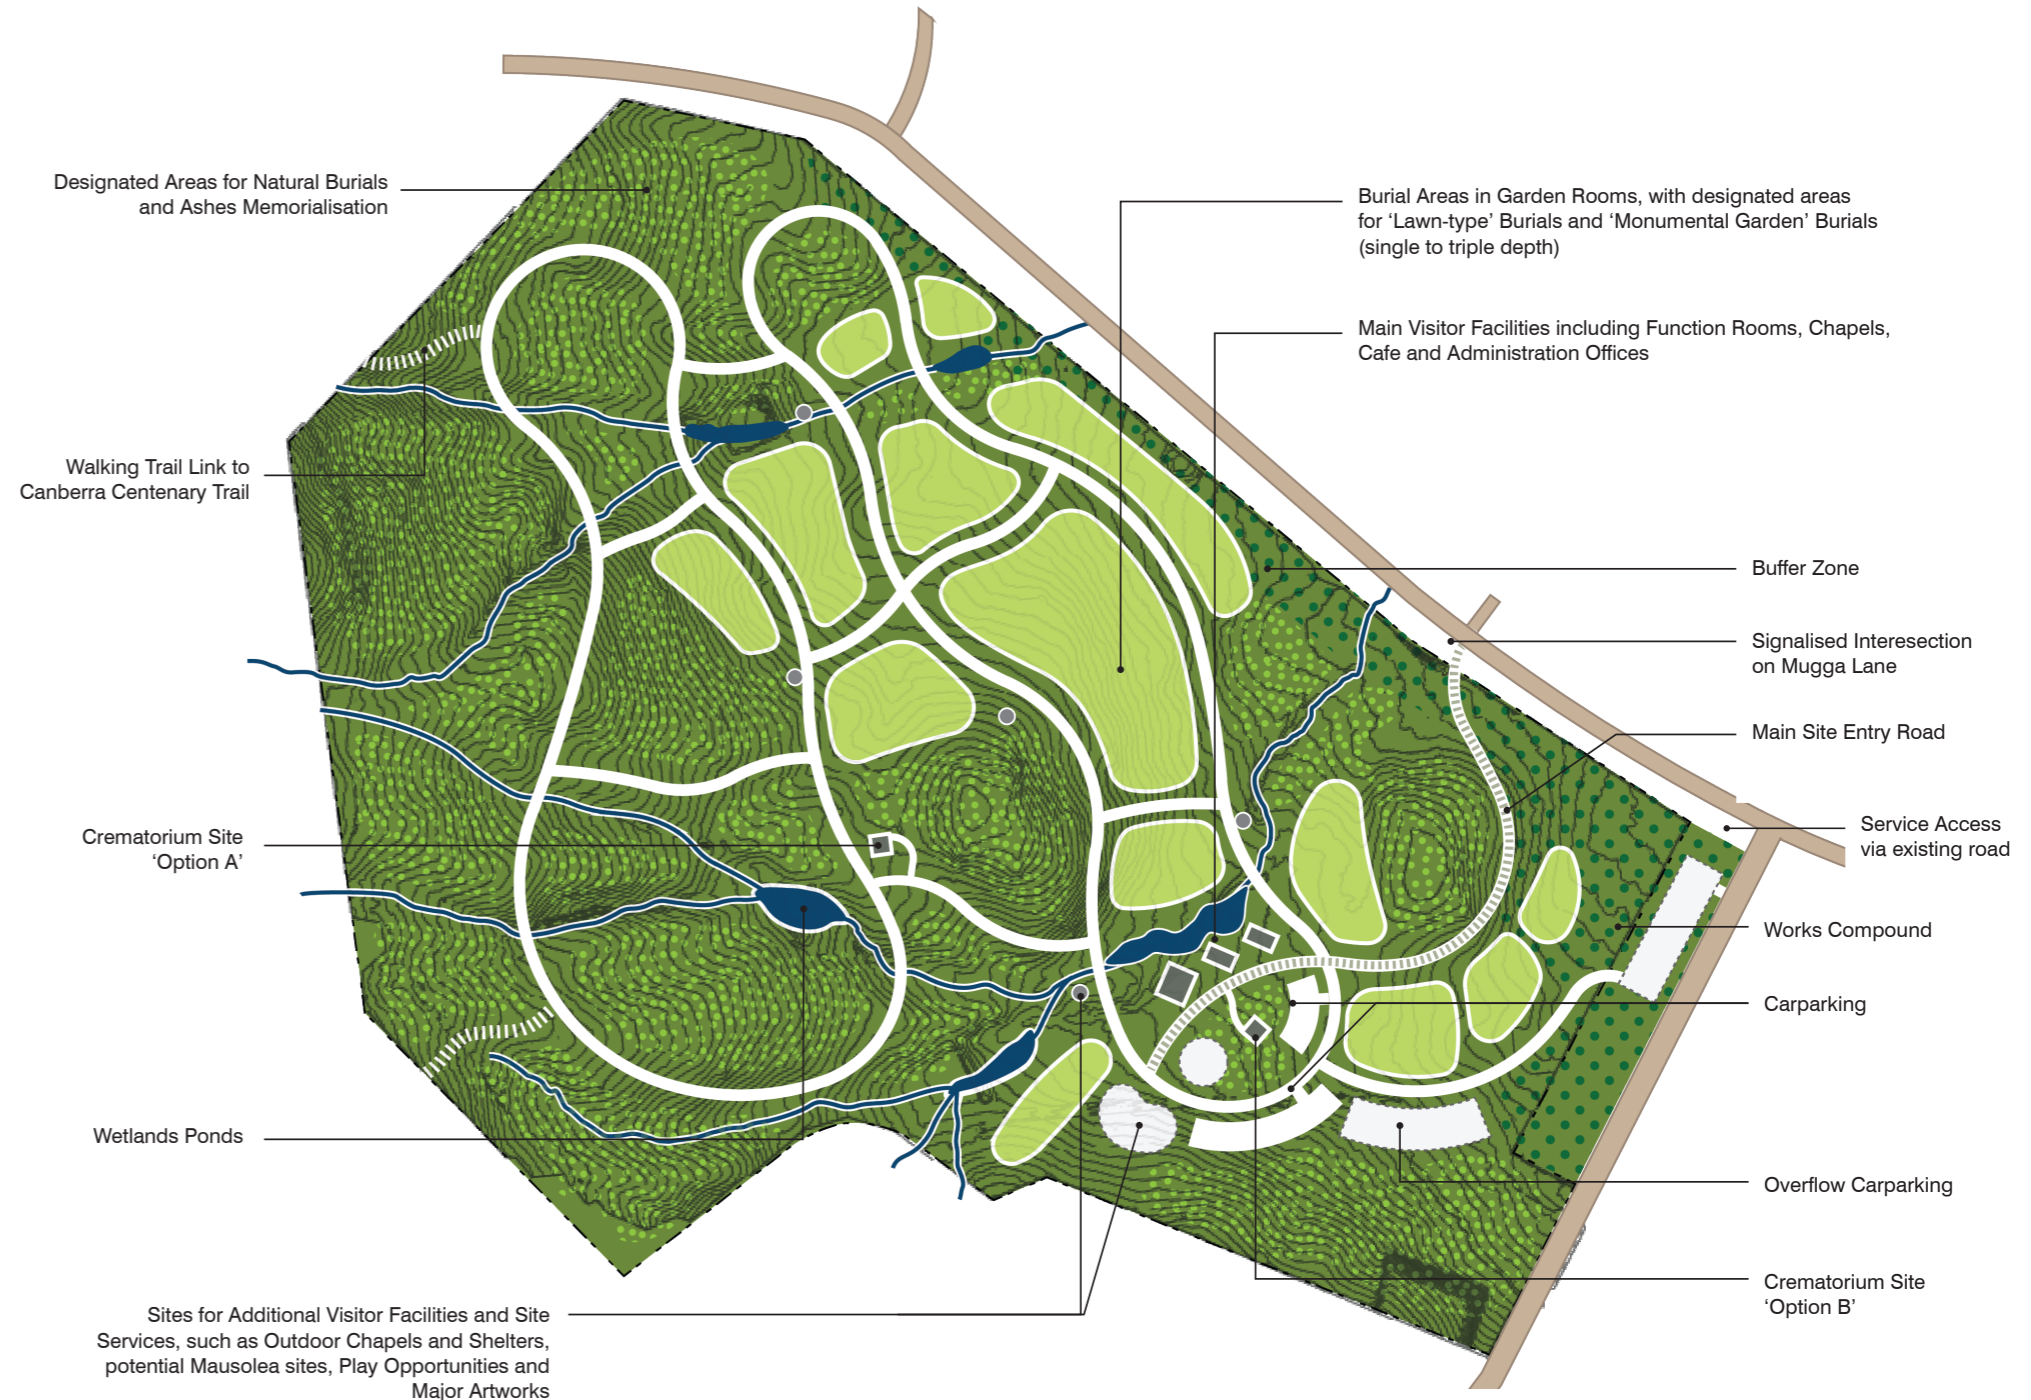 Designated Areas for Natural Burials
and Ashes Memorialisation
Walking Trail Link to
Canberra Centenary Trail
Crematorium Site
‘Option A’
Wetlands Ponds
Sites for Additional Visitor Facilities and Site
Services, such as Outdoor Chapels and Shelters,
potential Mausolea sites, Play Opportunities and
Major Artworks
Burial Areas in Garden Rooms, with designated areas
for ‘Lawn-type’ Burials and ‘Monumental Garden’ Burials
(single to triple depth)
Main Visitor Facilities including Function Rooms, Chapels,
Cafe and Administration Offices
Buffer Zone
Signalised Interesection
on Mugga Lane
Main Site Entry Road
Service Access
via existing road
Works Compound
Carparking
Overflow Carparking
Crematorium Site
‘Option B’